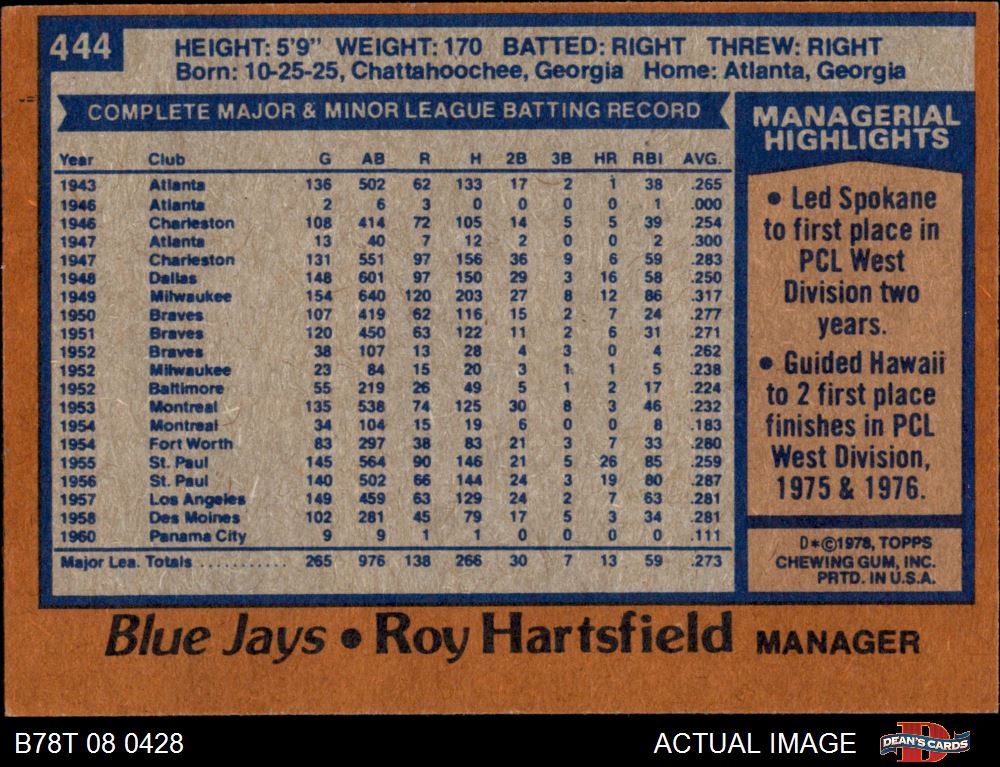 444
HEIGHT: 5'9" WEIGHT: 170 BATTED: RIGHT THREW: RIGHT
Born: 10-25-25, Chattahoochee, Georgia Home: Atlanta, Georgia
COMPLETE MAJOR & MINOR LEAGUE BATTING RECORD
Year Club G AB R H 2B 3B HR RBI AVG.
1943 Atlanta 136 502 62 133 17 2 1 38 .265
1946 Atlanta 2 6 3 0 0 0 0 1 .000
1946 Charleston 108 414 72 105 14 5 5 39 .254
1947 Atlanta 13 40 7 12 2 0 0 2 .300
1947 Charleston 131 551 97 156 36 9 6 59 .283
1948 Dallas 148 601 97 150 29 3 16 58 .250
1949 Milwaukee 154 640 120 203 27 8 12 86 .317
1950 Braves 107 419 62 116 15 2 7 24 .277
1951 Braves 120 450 63 122 11 2 6 31 .271
1952 Braves 38 107 13 28 4 3 0 4 .262
1952 Milwaukee 23 84 15 20 3 1 1 5 .238
1952 Baltimore 55 219 26 49 5 1 2 17 .224
1953 Montreal 135 538 74 125 30 8 3 46 .232
1954 Montreal 34 104 15 19 6 0 0 8 .183
1954 Fort Worth 83 297 38 83 21 3 7 33 .280
1955 St. Paul 145 564 90 146 21 5 26 85 .259
1956 St. Paul 140 502 66 144 24 3 19 80 .287
1957 Los Angeles 149 459 63 129 24 2 7 63 .281
1958 Des Moines 102 281 45 79 17 5 3 34 .281
1960 Panama City 9 9 1 1 0 0 0 0 .111
Major Lea. Totals ............ 265 976 138 266 30 7 13 59 .273
MANAGERIAL
HIGHLIGHTS
• Led Spokane
to first place in
PCL West
Division two
years.
• Guided Hawaii
to 2 first place
finishes in PCL
West Division,
1975 & 1976.
D*©1978, TOPPS
CHEWING GUM, INC.
PRTD. IN U.S.A.
Blue Jays • Roy Hartsfield MANAGER
B78T 08 0428
ACTUAL IMAGE
D
DEAN'S CARDS